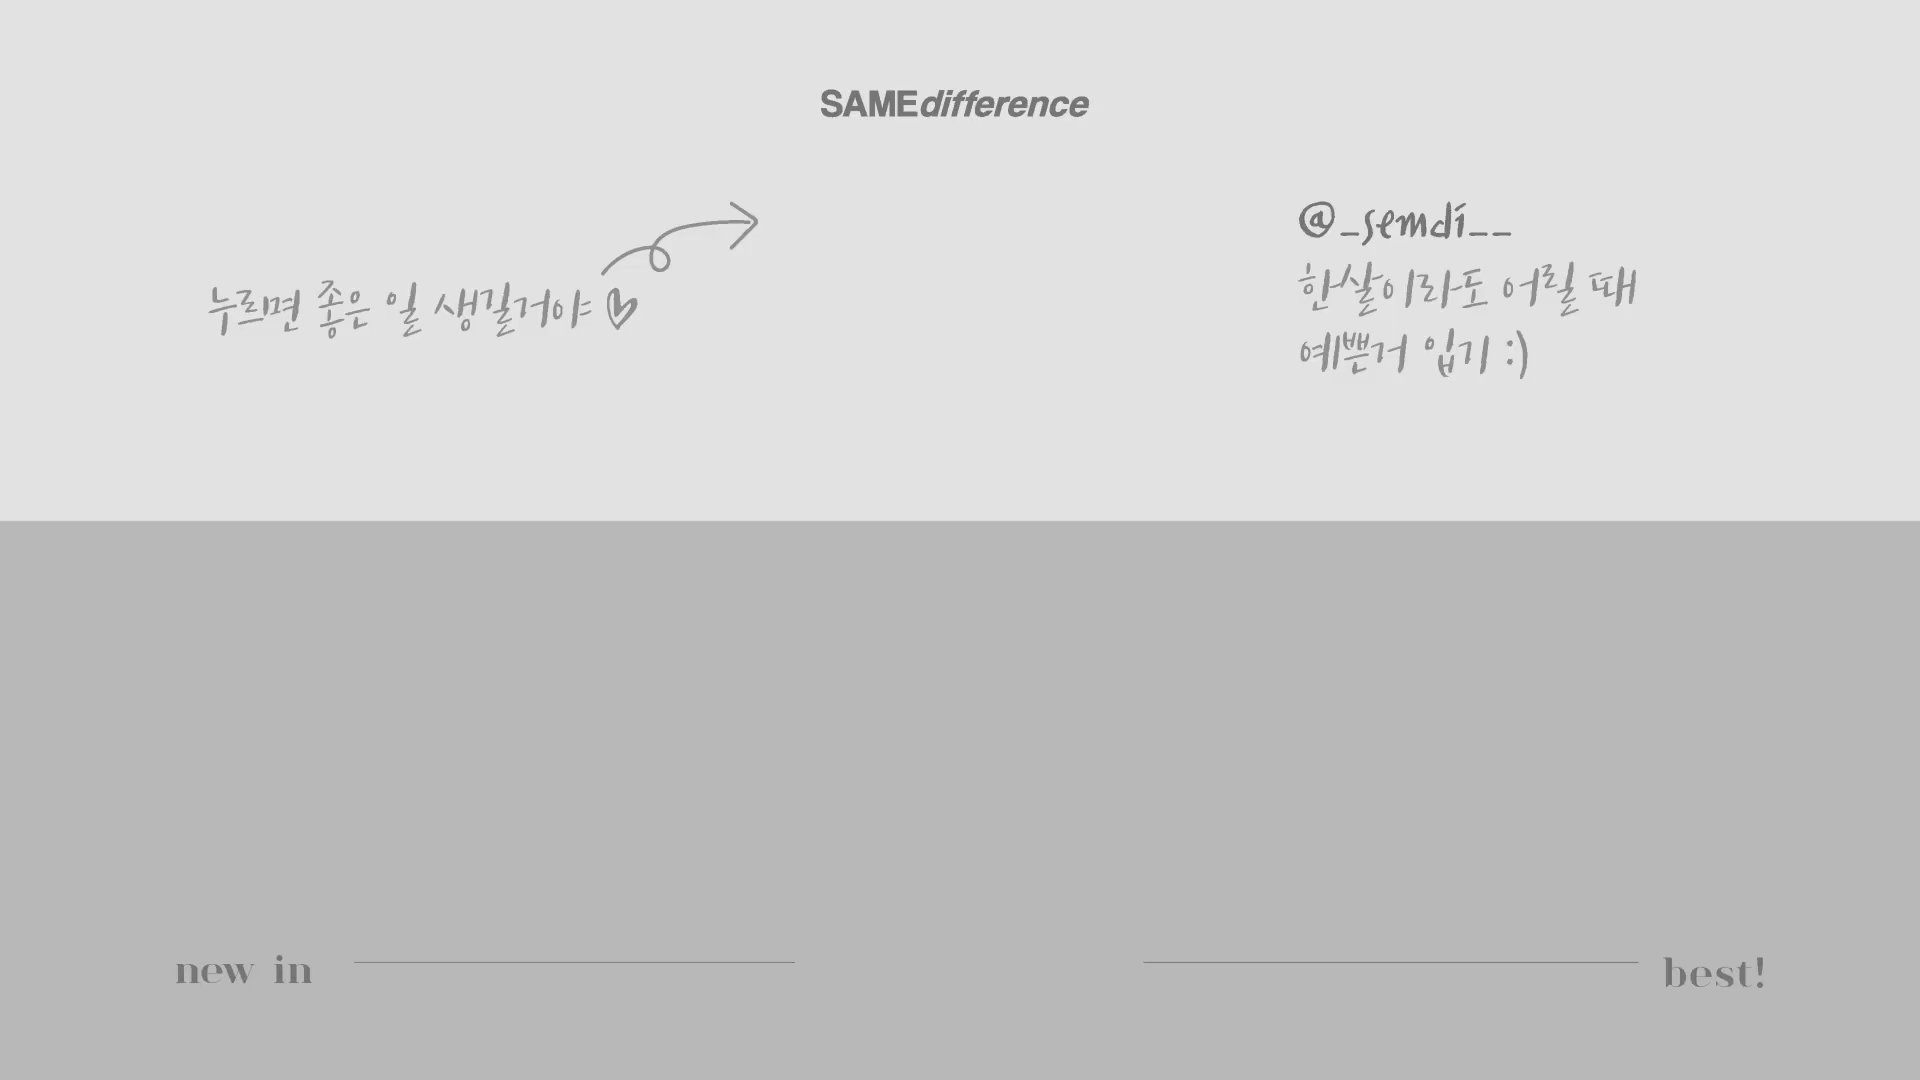 SAMEdifference
누르면 좋은 일 생길거야
@_semdi__
한살이라도 어릴 때
예쁜거 입기 :)
new in
best!